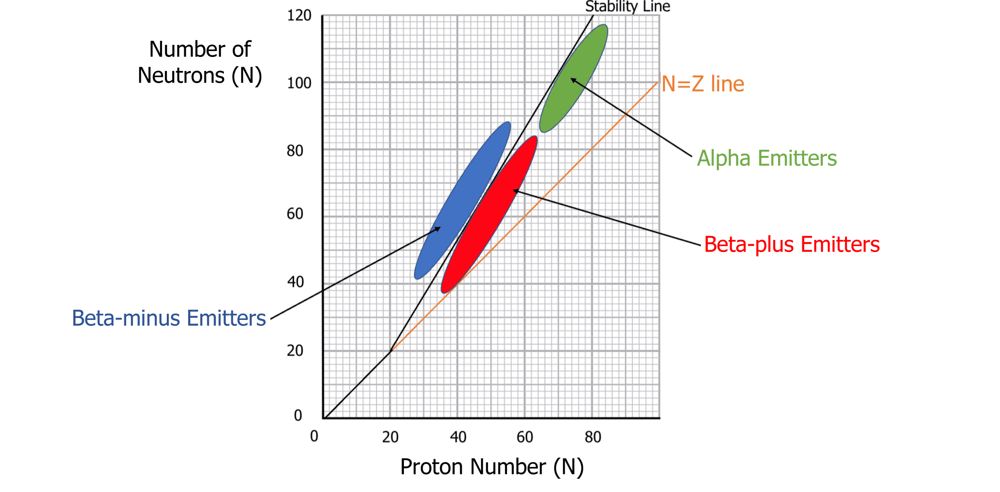 Stability Line
120
Number of
Neutrons (N)
100
N=Z line
80
Alpha Emitters
60
Beta-plus Emitters
40
Beta-minus Emitters
20
0
0 20 40 60 80
Proton Number (N)